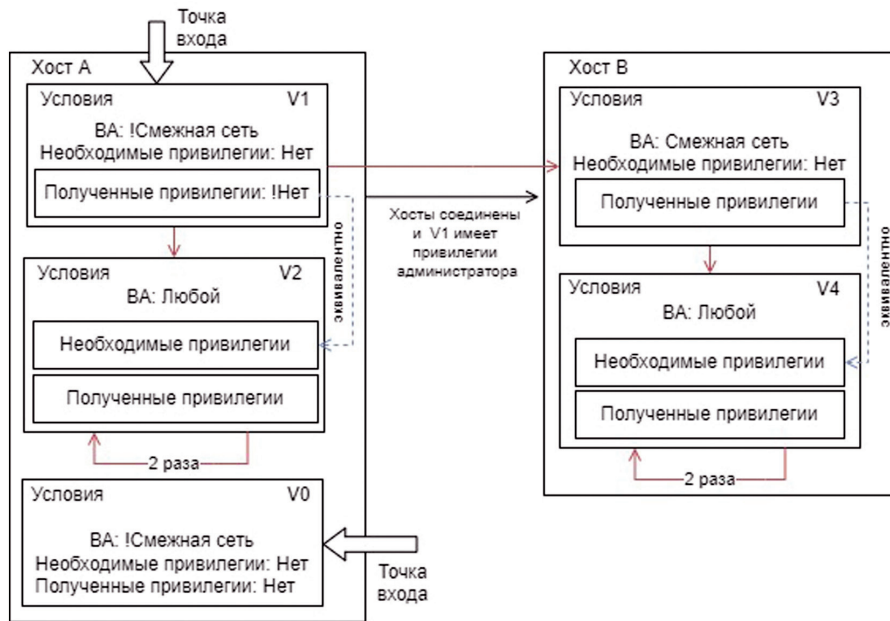 Точка
входа
Хост А
Условия V1
ВА: !Смежная сеть
Необходимые привилегии: Нет
Полученные привилегии: !Нет
эквивалентно
Условия V2
ВА: Любой
Необходимые привилегии
Полученные привилегии
2 раза
Условия V0
ВА: !Смежная сеть
Необходимые привилегии: Нет
Полученные привилегии: Нет
Точка
входа
Хосты соединены
и V1 имеет
привилегии
администратора
Хост В
Условия V3
ВА: Смежная сеть
Необходимые привилегии: Нет
Полученные привилегии
эквивалентно
Условия V4
ВА: Любой
Необходимые привилегии
Полученные привилегии
2 раза